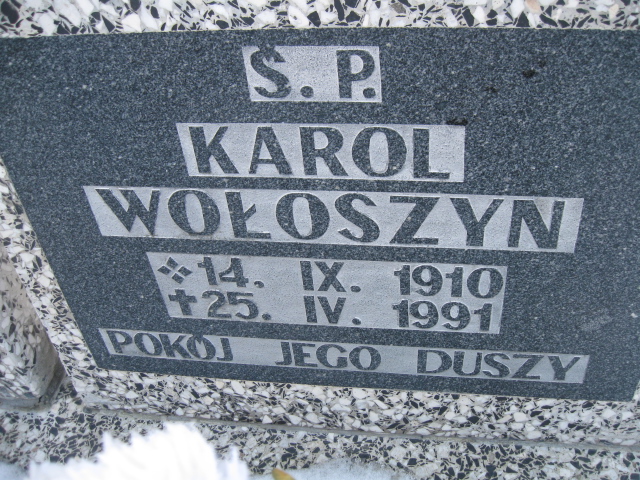 Ś. P.
KAROL
WOŁOSZYN
14. IX. 1910
✝25. IV. 1991
POKÓJ JEGO DUSZY